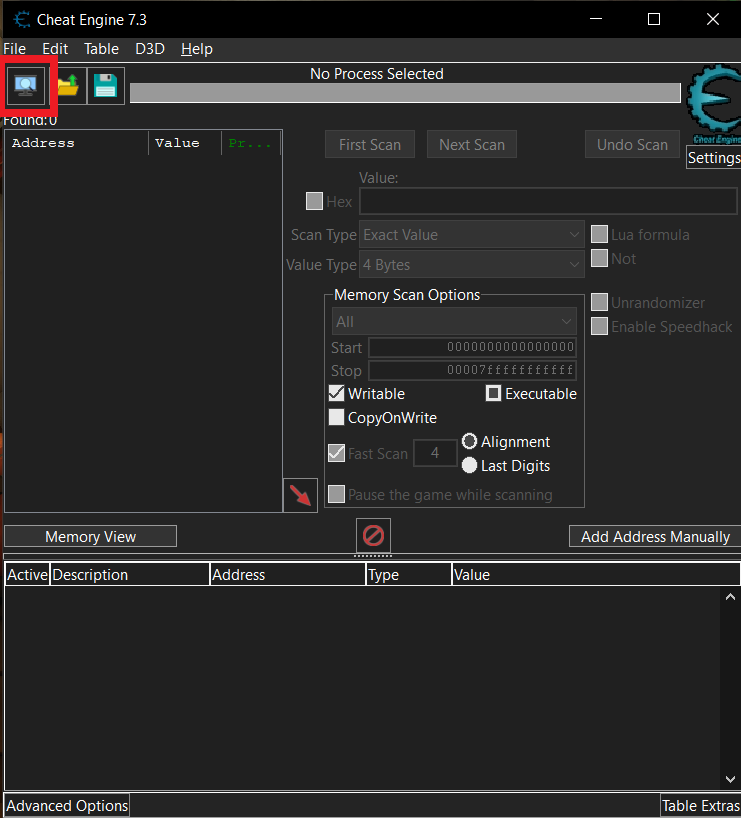 Cheat Engine 7.3
File Edit Table D3D Help
No Process Selected
Found:0
Cheat Engine
Settings
Address Value Pr...
First Scan Next Scan Undo Scan
Value:
Hex
Scan Type Exact Value Lua formula
Value Type 4 Bytes Not
Memory Scan Options
All
Unrandomizer
Enable Speedhack
Start 0000000000000000
Stop 00007fffffffffff
Writable Executable
CopyOnWrite
Fast Scan 4 Alignment
Last Digits
Pause the game while scanning
Memory View Add Address Manually
Active Description Address Type Value
Advanced Options Table Extras